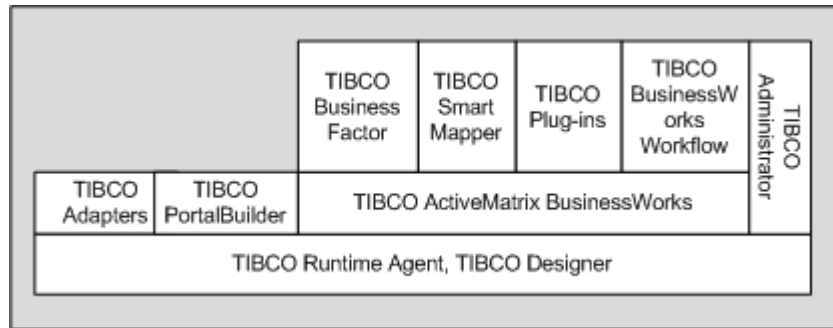 TIBCO
Business
Factor
TIBCO
Smart
Mapper
TIBCO
Plug-ins
TIBCO
BusinessW
orks
Workflow
TIBCO
Administrator
TIBCO
Adapters
TIBCO
PortalBuilder
TIBCO ActiveMatrix BusinessWorks
TIBCO Runtime Agent, TIBCO Designer